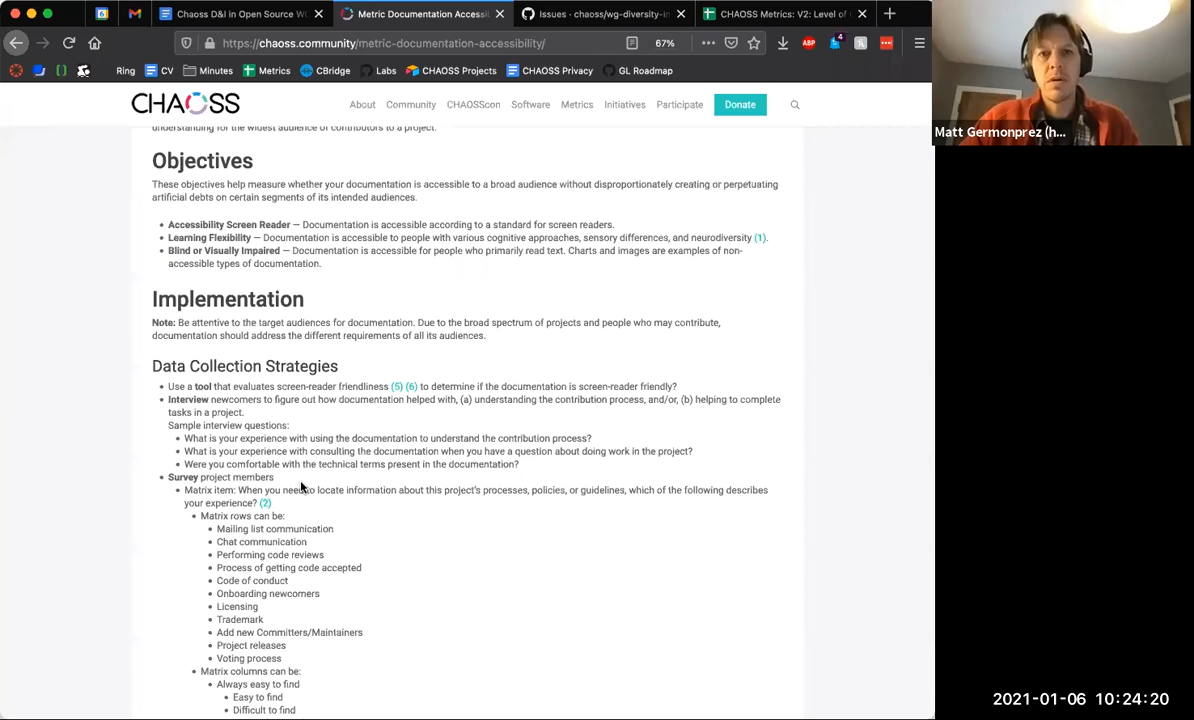 Chaoss D&I in Open Source W
Metric Documentation Accessi
Issues · chaoss/wg-diversity-in
CHAOSS Metrics: V2: Level of
https://chaoss.community/metric-documentation-accessibility/
67%
ABP
4
Ring
CV
Minutes
Metrics
CBridge
Labs
CHAOSS Projects
CHAOSS Privacy
GL Roadmap
CHAOSS
About
Community
CHAOSScon
Software
Metrics
Initiatives
Participate
Donate
Matt Germonprez (h...
understanding for the widest audience of contributors to a project.
Objectives
These objectives help measure whether your documentation is accessible to a broad audience without disproportionately creating or perpetuating
artificial debts on certain segments of its intended audiences.
• Accessibility Screen Reader — Documentation is accessible according to a standard for screen readers.
• Learning Flexibility — Documentation is accessible to people with various cognitive approaches, sensory differences, and neurodiversity (1).
• Blind or Visually Impaired — Documentation is accessible for people who primarily read text. Charts and images are examples of non-
accessible types of documentation.
Implementation
Note: Be attentive to the target audiences for documentation. Due to the broad spectrum of projects and people who may contribute,
documentation should address the different requirements of all its audiences.
Data Collection Strategies
• Use a tool that evaluates screen-reader friendliness (5) (6) to determine if the documentation is screen-reader friendly?
• Interview newcomers to figure out how documentation helped with, (a) understanding the contribution process, and/or, (b) helping to complete
tasks in a project.
Sample interview questions:
• What is your experience with using the documentation to understand the contribution process?
• What is your experience with consulting the documentation when you have a question about doing work in the project?
• Were you comfortable with the technical terms present in the documentation?
• Survey project members
• Matrix item: When you need to locate information about this project's processes, policies, or guidelines, which of the following describes
your experience? (2)
• Matrix rows can be:
• Mailing list communication
• Chat communication
• Performing code reviews
• Process of getting code accepted
• Code of conduct
• Onboarding newcomers
• Licensing
• Trademark
• Add new Committers/Maintainers
• Project releases
• Voting process
• Matrix columns can be:
• Always easy to find
• Easy to find
• Difficult to find
2021-01-06 10:24:20